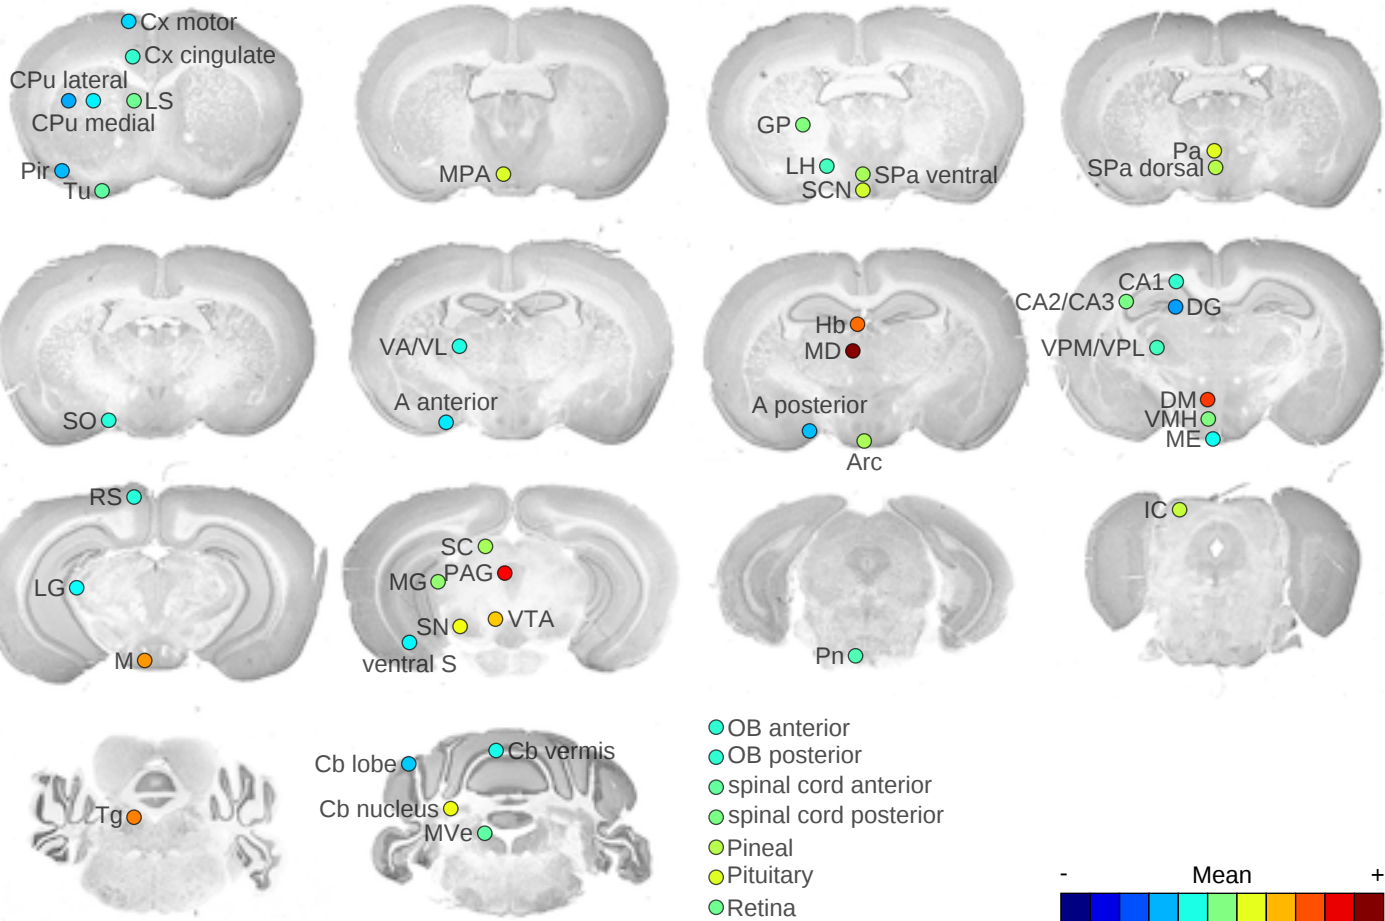 Cx motor
Cx cingulate
CPu lateral
LS
CPu medial
Pir
Tu
MPA
GP
LH
SPa ventral
SCN
Pa
SPa dorsal
SO
VA/VL
A anterior
Hb
MD
A posterior
Arc
CA1
CA2/CA3
DG
VPM/VPL
DM
VMH
ME
RS
LG
M
SC
MG
PAG
SN
VTA
ventral S
Pn
IC
Tg
Cb lobe
Cb vermis
Cb nucleus
MVe
OB anterior
OB posterior
spinal cord anterior
spinal cord posterior
Pineal
Pituitary
Retina
- Mean +